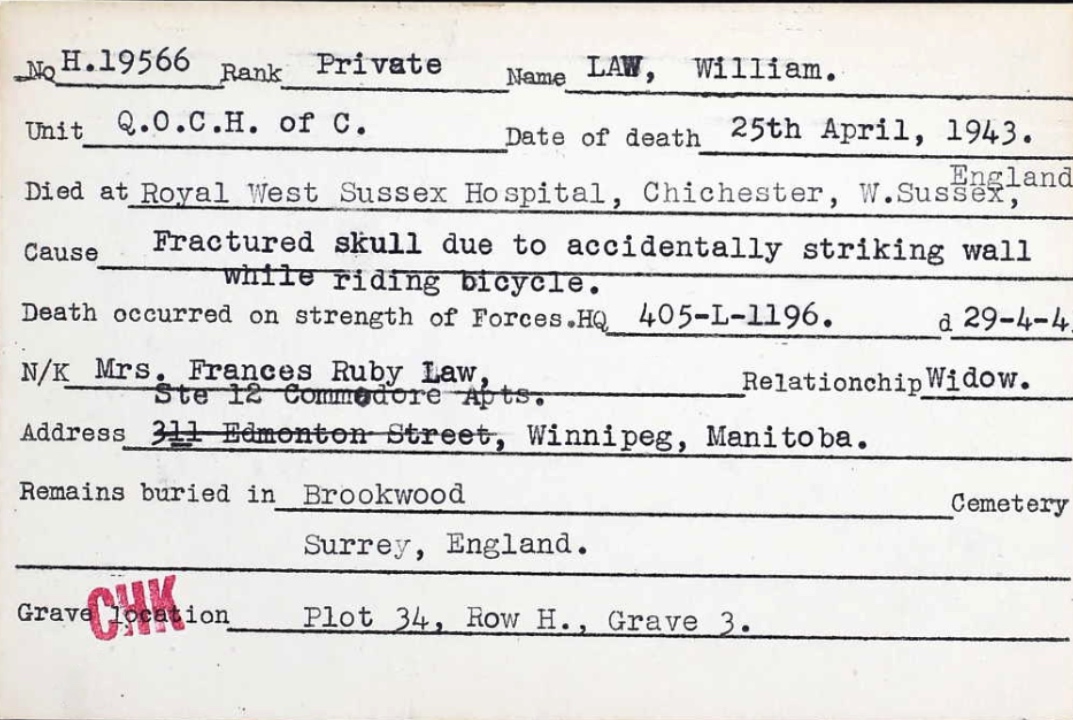 No H.19566 Rank Private Name LAW, William.
Unit Q.O.C.H. of C. Date of death 25th April, 1943.
Died at Royal West Sussex Hospital, Chichester, W.Sussex, England
Cause Fractured skull due to accidentally striking wall
while riding bicycle.
Death occurred on strength of Forces.HQ 405-L-1196. d 29-4-4
N/K Mrs. Frances Ruby Law, Relationchip Widow.
Ste 12 Commodore Apts.
Address 311 Edmonton Street, Winnipeg, Manitoba.
Remains buried in Brookwood Cemetery
Surrey, England.
Grave location Plot 34, Row H., Grave 3.
CHK